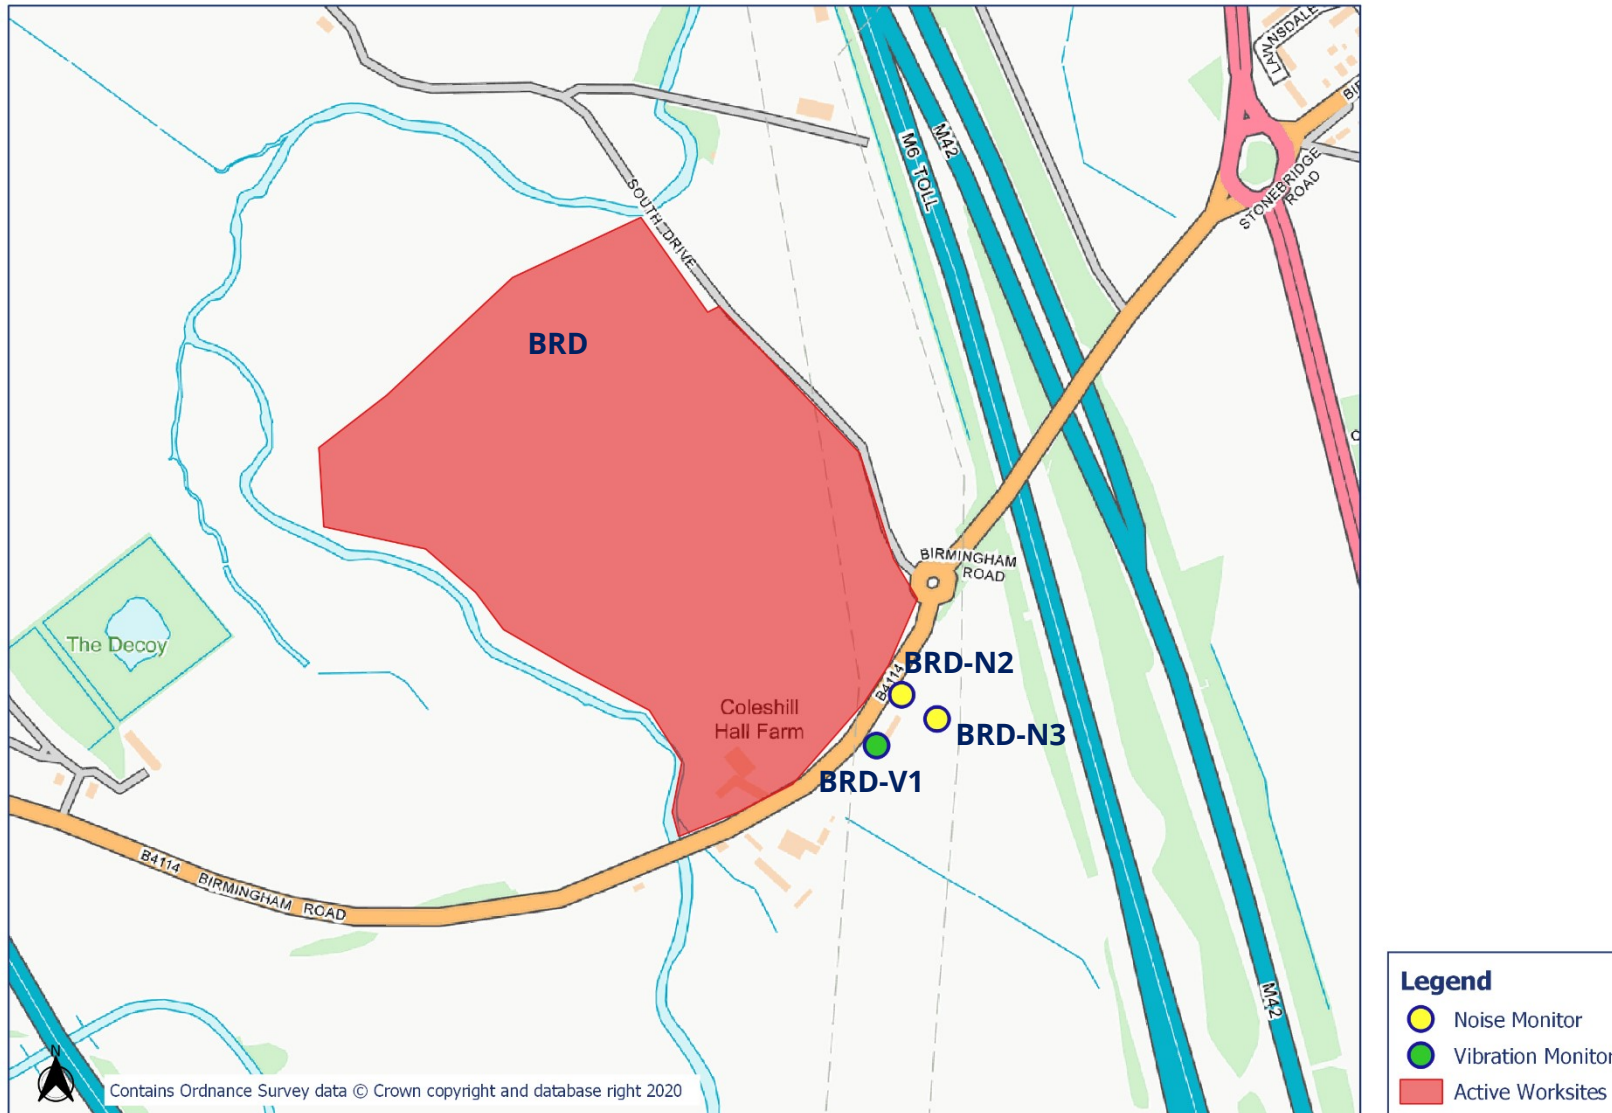 LAWNSDALE
M42
M6 TOLL
STONEBRIDGE
ROAD
SOUTH DRIVE
BRD
BIRMINGHAM
ROAD
The Decoy
BRD-N2
B4114
Coleshill
Hall Farm
BRD-N3
BRD-V1
B4114 BIRMINGHAM ROAD
M42
N
Contains Ordnance Survey data © Crown copyright and database right 2020
Legend
Noise Monitor
Vibration Monitor
Active Worksites